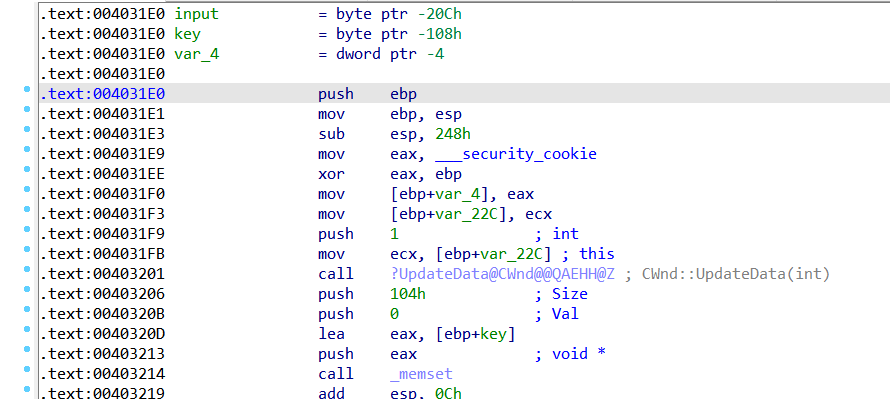 .text:004031E0 input = byte ptr -20Ch
.text:004031E0 key = byte ptr -108h
.text:004031E0 var_4 = dword ptr -4
.text:004031E0
.text:004031E0 push ebp
.text:004031E1 mov ebp, esp
.text:004031E3 sub esp, 248h
.text:004031E9 mov eax, ___security_cookie
.text:004031EE xor eax, ebp
.text:004031F0 mov [ebp+var_4], eax
.text:004031F3 mov [ebp+var_22C], ecx
.text:004031F9 push 1 ; int
.text:004031FB mov ecx, [ebp+var_22C] ; this
.text:00403201 call ?UpdateData@CWnd@@QAEHH@Z ; CWnd::UpdateData(int)
.text:00403206 push 104h ; Size
.text:0040320B push 0 ; Val
.text:0040320D lea eax, [ebp+key]
.text:00403213 push eax ; void *
.text:00403214 call _memset
.text:00403219 add esp, 0Ch